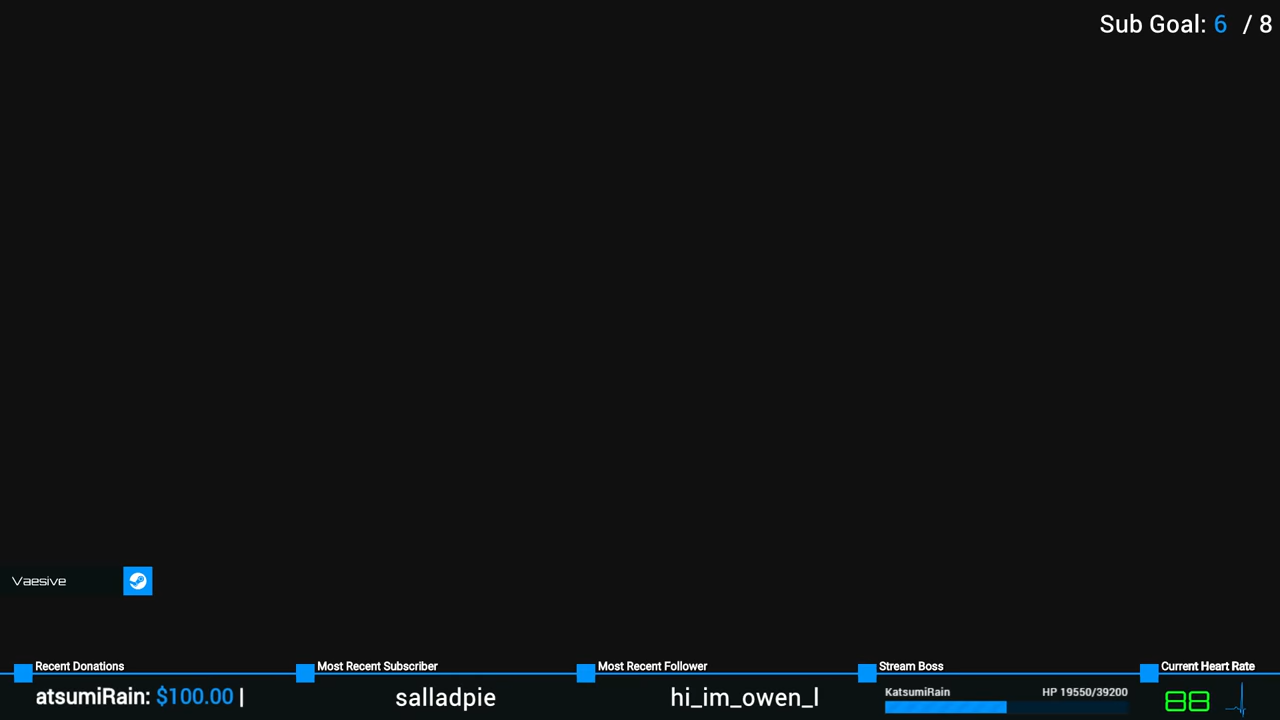 Sub Goal: 6 / 8
Vaesive
Recent Donations
Most Recent Subscriber
Most Recent Follower
Stream Boss
Current Heart Rate
atsumiRain: $100.00 |
salladpie
hi_im_owen_l
KatsumiRain
HP 19550/39200
88